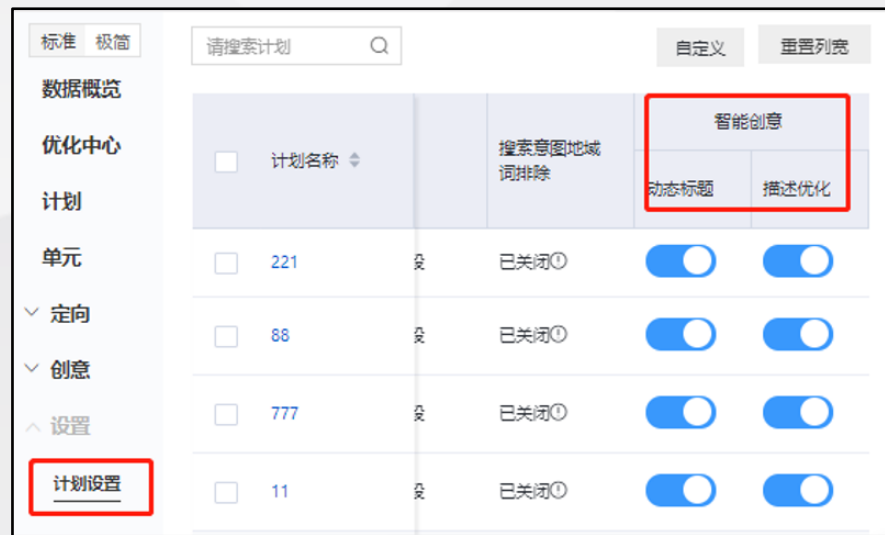 标准 极简
请搜索计划
自定义
重置列宽
数据概览
优化中心
计划
单元
定向
创意
设置
计划设置
计划名称
搜索意图地域
词排除
智能创意
动态标题
描述优化
221
已关闭
88
已关闭
777
已关闭
11
已关闭